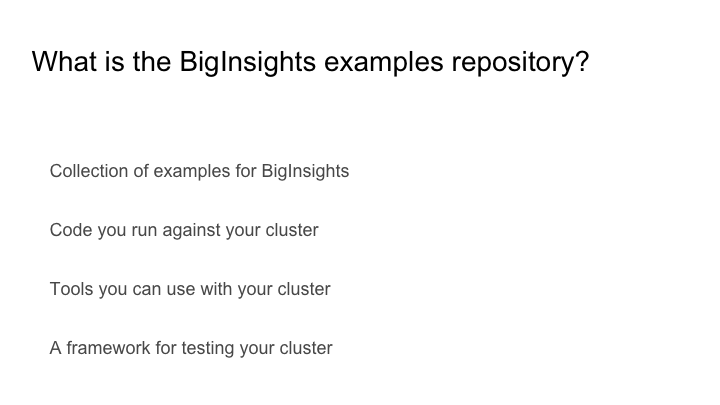 What is the BigInsights examples repository?
Collection of examples for BigInsights
Code you run against your cluster
Tools you can use with your cluster
A framework for testing your cluster